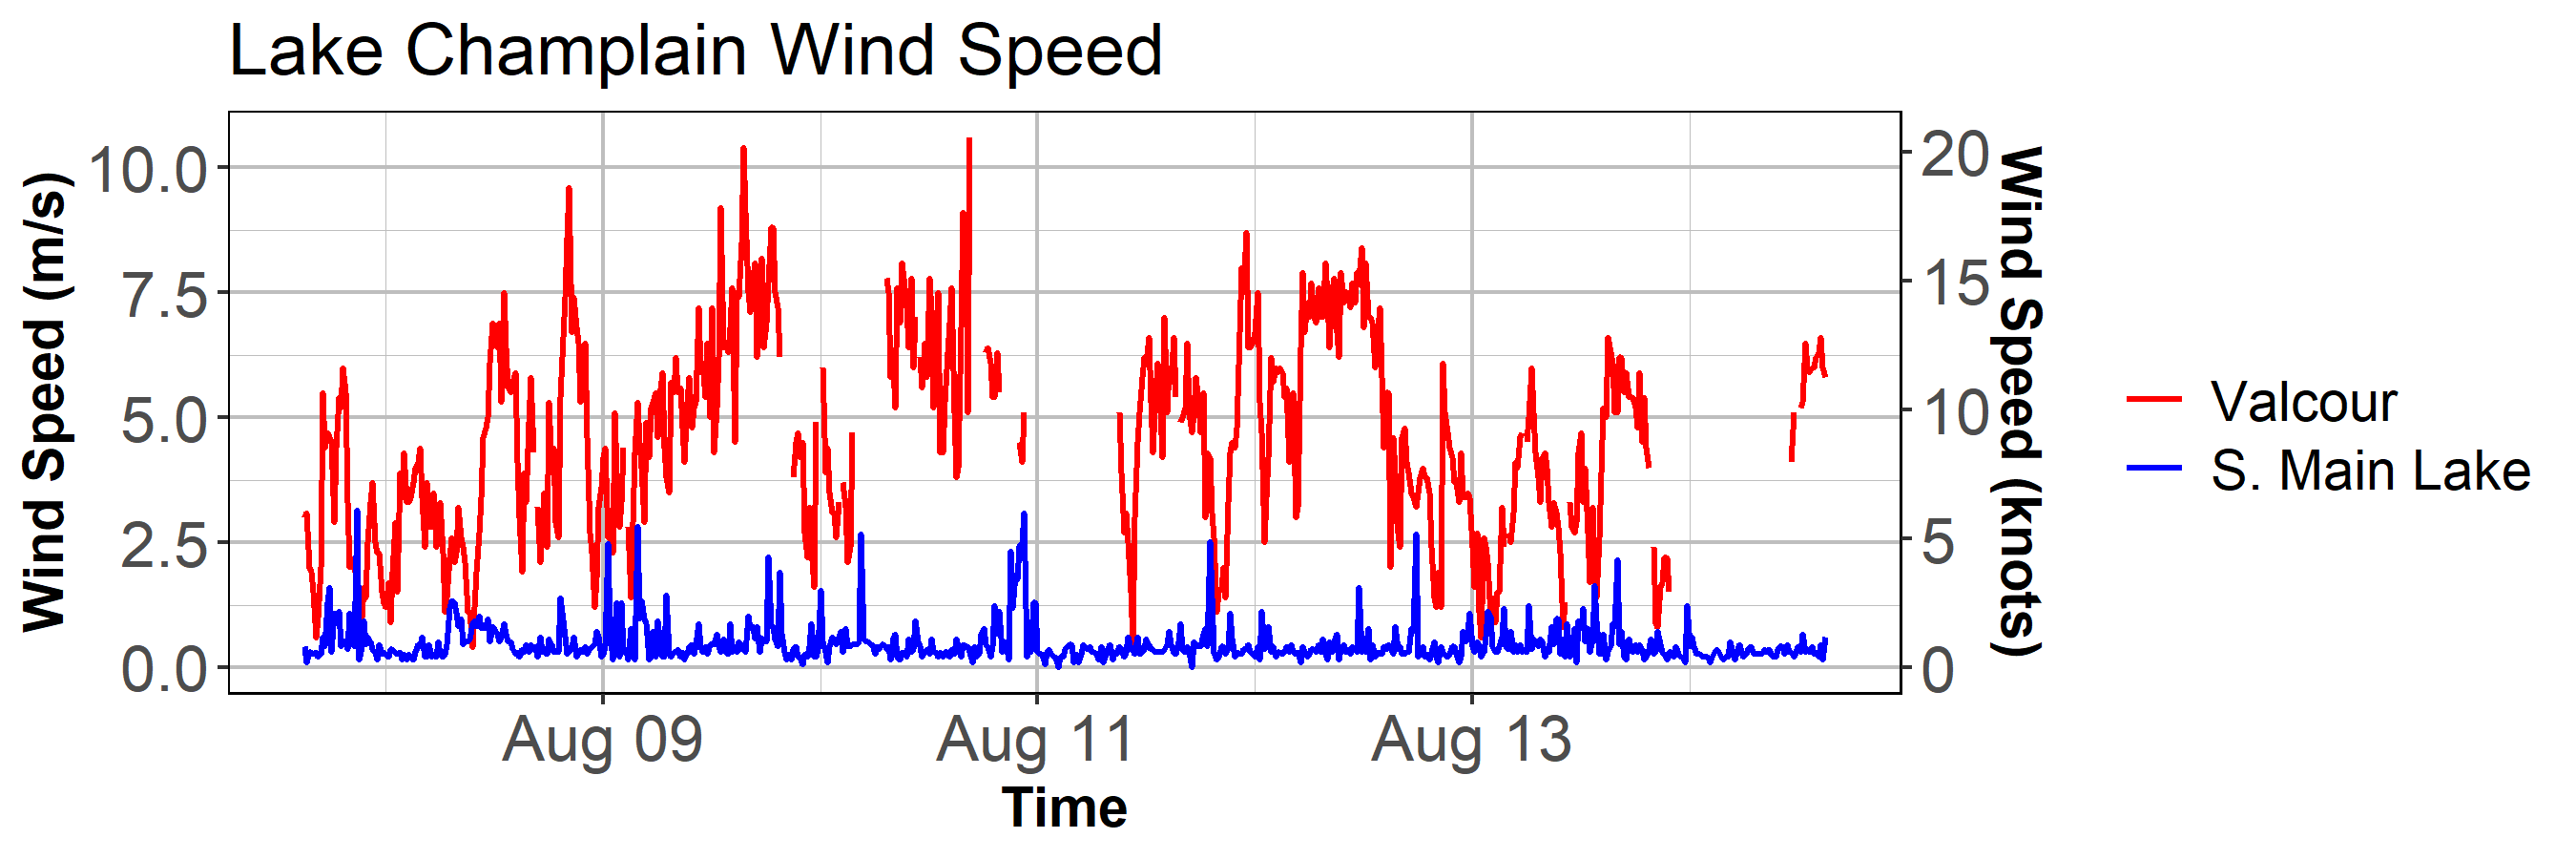 Lake Champlain Wind Speed
Wind Speed (m/s)
10.0
7.5
5.0
2.5
0.0
20
15
10
5
0
Wind Speed (knots)
Aug 09
Aug 11
Aug 13
Time
Valcour
S. Main Lake